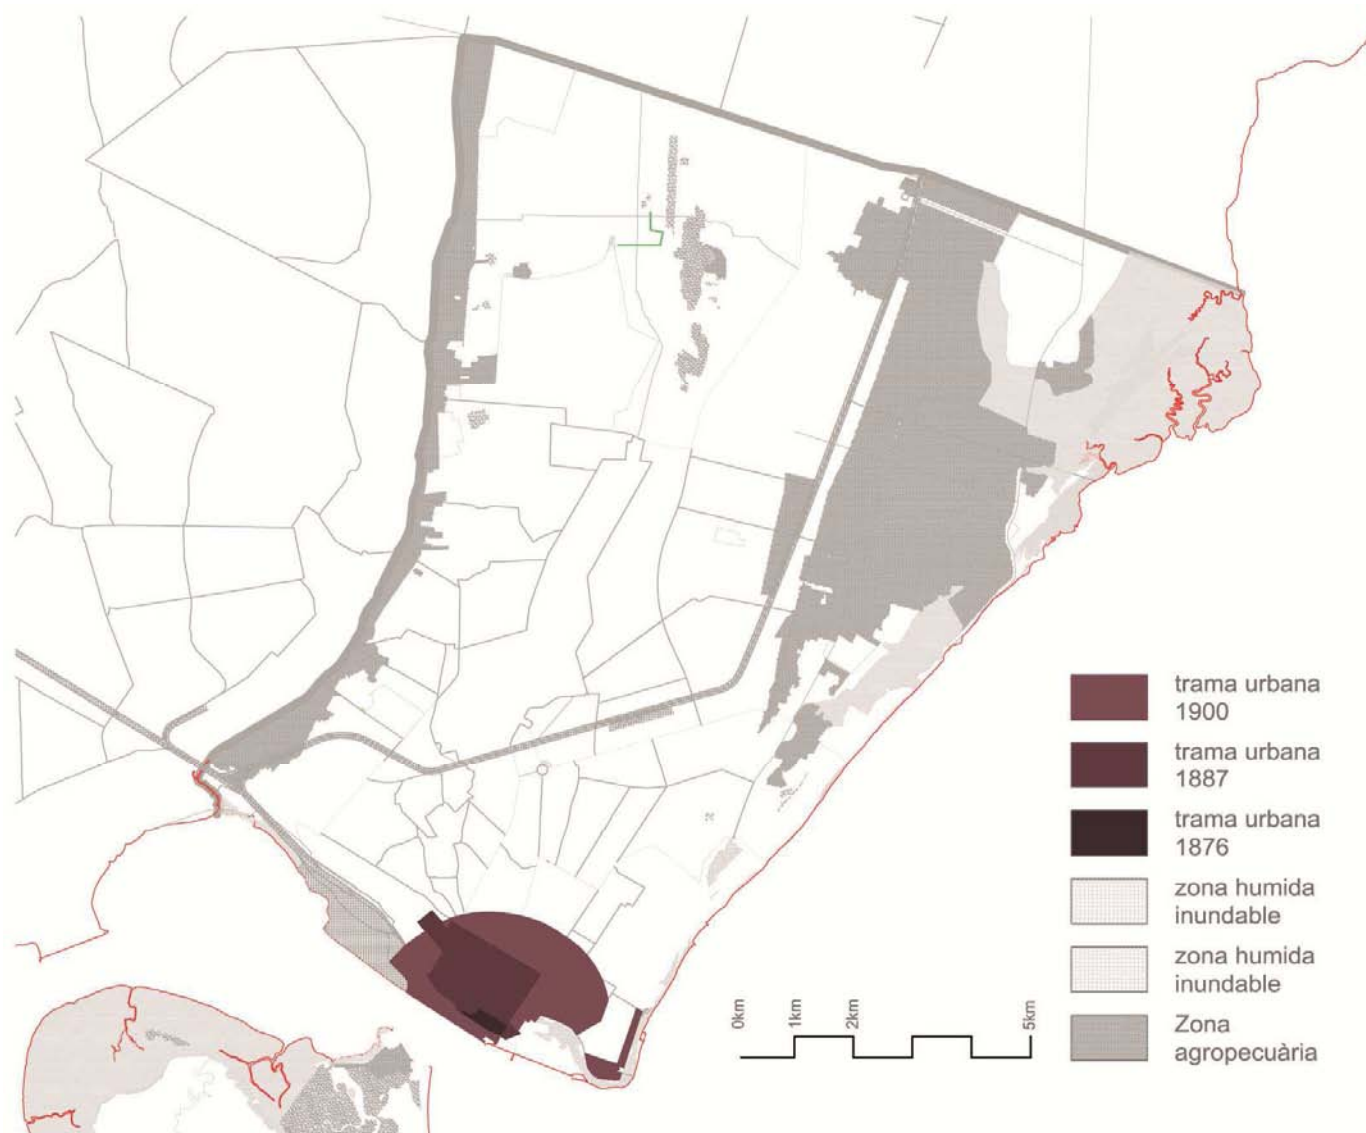 trama urbana
1900
trama urbana
1887
trama urbana
1876
zona humida
inundable
zona humida
inundable
Zona
agropecuària
0km
1km
2km
5km